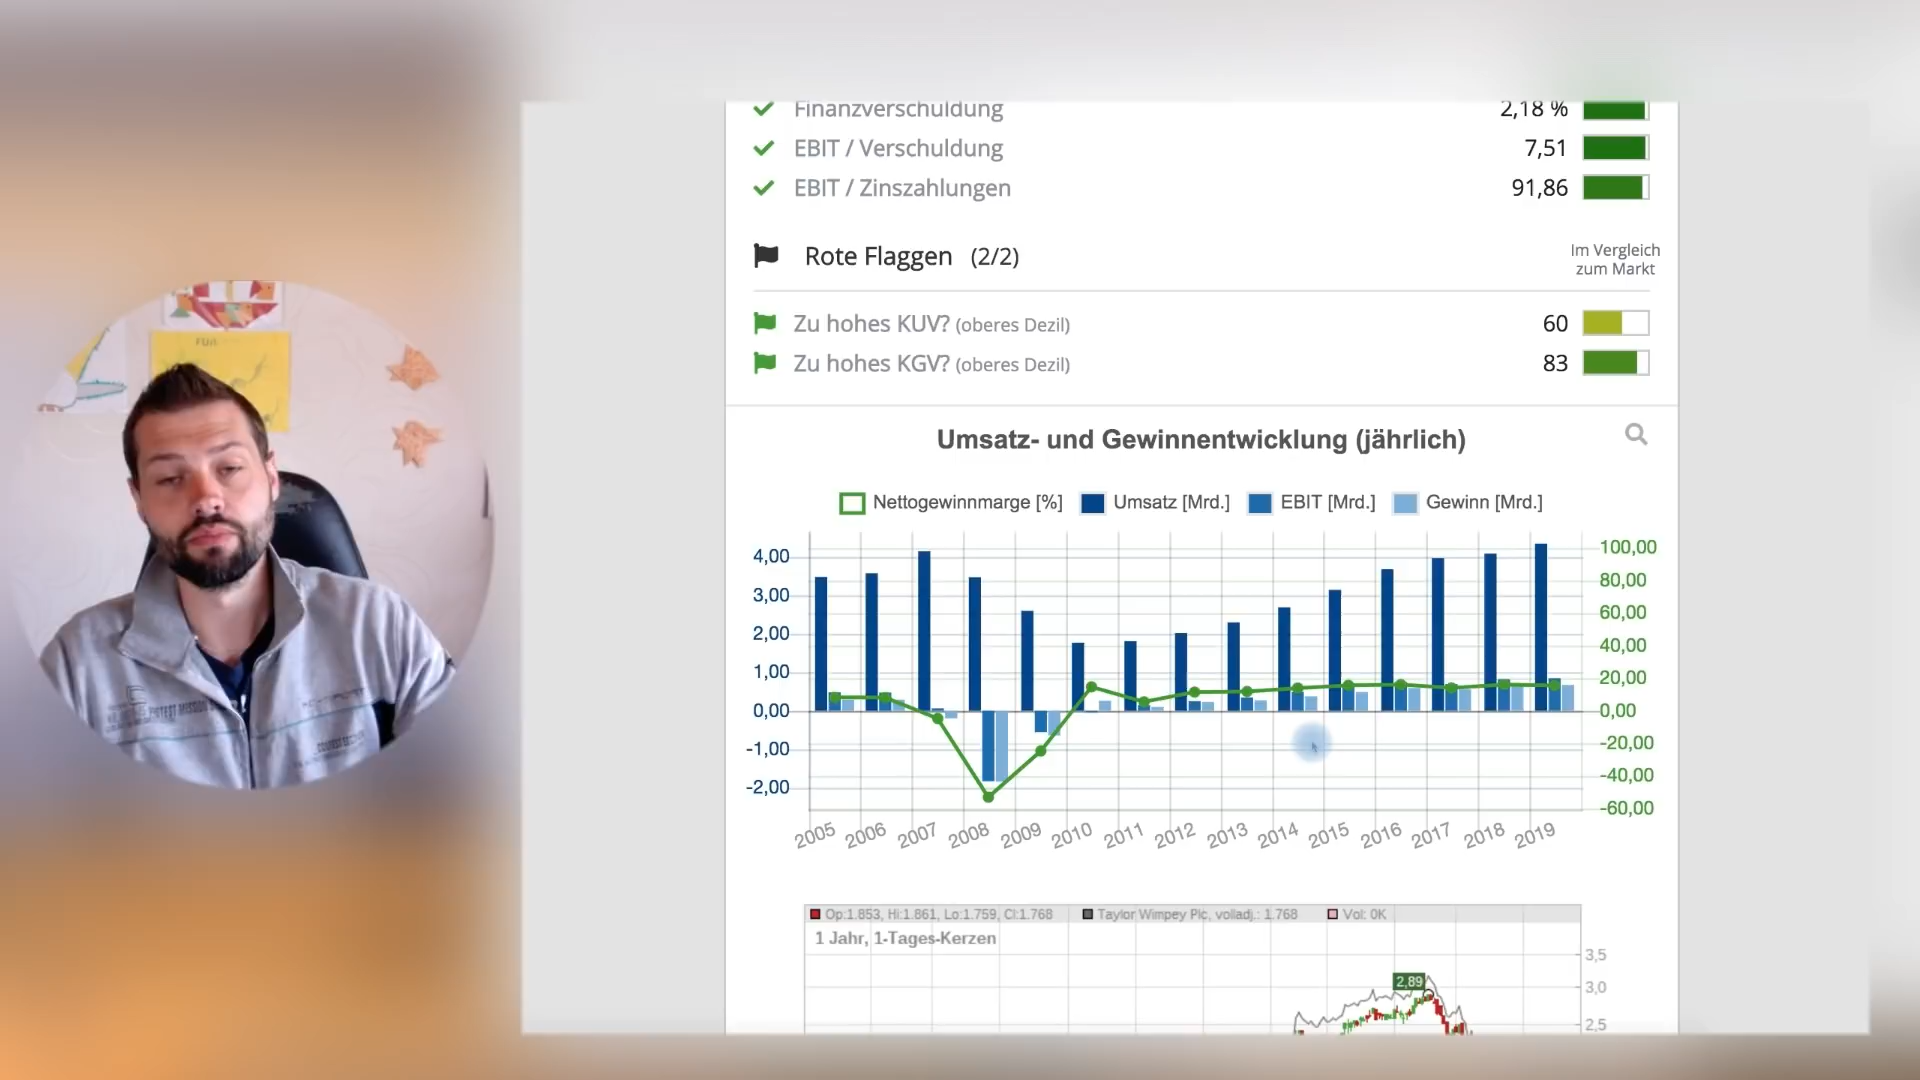 Finanzverschuldung 2,18 %
EBIT / Verschuldung 7,51
EBIT / Zinszahlungen 91,86
Rote Flaggen (2/2) Im Vergleich
zum Markt
Zu hohes KUV? (oberes Dezil) 60
Zu hohes KGV? (oberes Dezil) 83
Umsatz- und Gewinnentwicklung (jährlich)
Nettogewinnmarge [%] Umsatz [Mrd.] EBIT [Mrd.] Gewinn [Mrd.]
4,00 100,00
3,00 80,00
2,00 60,00
1,00 40,00
0,00 20,00
-1,00 0,00
-2,00 -20,00
-40,00
-60,00
2005 2006 2007 2008 2009 2010 2011 2012 2013 2014 2015 2016 2017 2018 2019
Op:1.853, Hi:1.861, Lo:1.759, Cl:1.768 Taylor Wimpey Plc, volladj.: 1.768 Vol: 0K
1 Jahr, 1-Tages-Kerzen
3,5
2,89
3,0
2,5